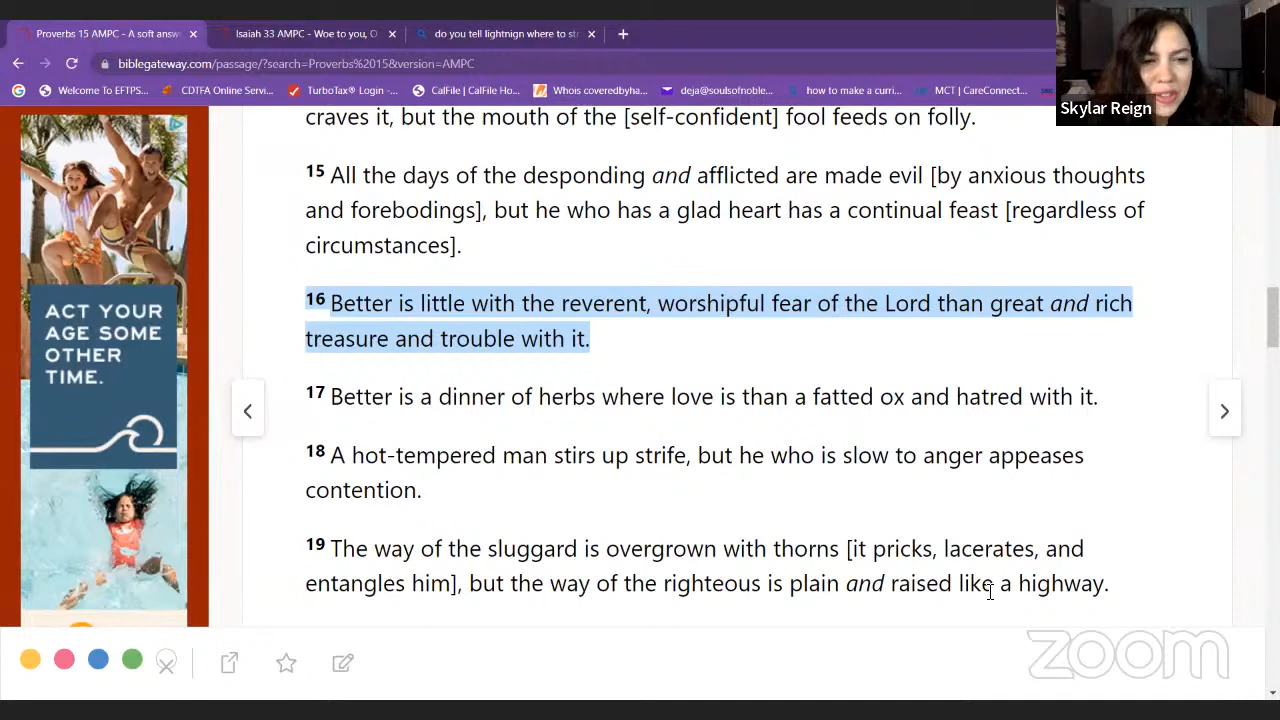 Proverbs 15 AMPC - A soft answ
Isaiah 33 AMPC - Woe to you, O
do you tell lightnign where to st
biblegateway.com/passage/?search=Proverbs%2015&version=AMPC
Welcome To EFTPS... CDTFA Online Servi... TurboTax® Login -... CalFile | CalFile Ho... Whois coveredbyha... deja@soulsofnoble... how to make a curri... MCT | CareConnect...
Skylar Reign
craves it, but the mouth of the [self-confident] fool feeds on folly.
15 All the days of the desponding and afflicted are made evil [by anxious thoughts
and forebodings], but he who has a glad heart has a continual feast [regardless of
circumstances].
16 Better is little with the reverent, worshipful fear of the Lord than great and rich
treasure and trouble with it.
17 Better is a dinner of herbs where love is than a fatted ox and hatred with it.
18 A hot-tempered man stirs up strife, but he who is slow to anger appeases
contention.
19 The way of the sluggard is overgrown with thorns [it pricks, lacerates, and
entangles him], but the way of the righteous is plain and raised like a highway.
ACT YOUR
AGE SOME
OTHER
TIME.
zoom